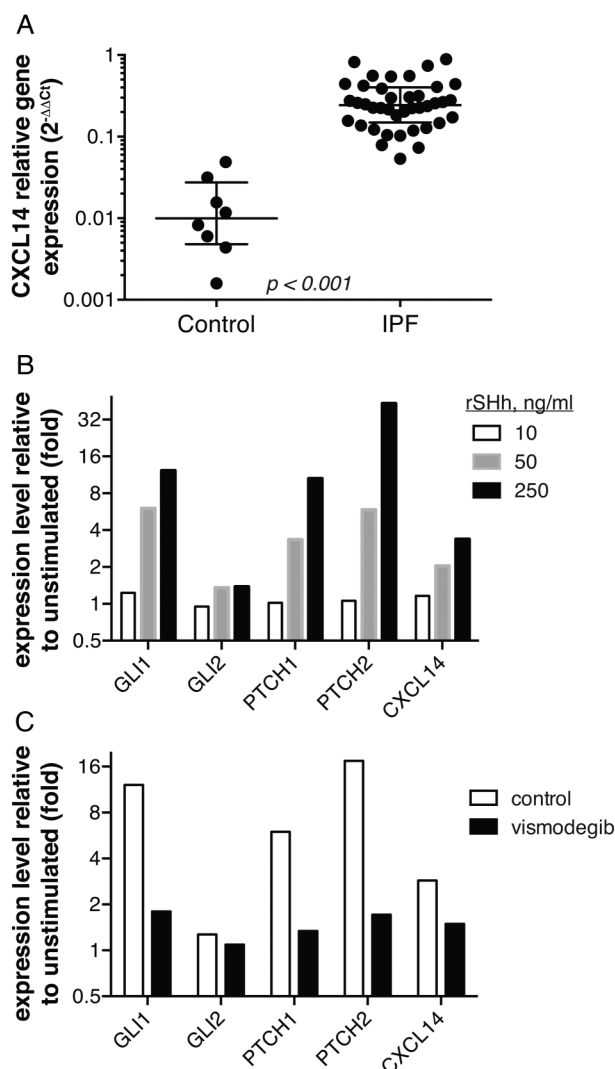 A
CXCL14 relative gene
expression (2-ΔΔCt)
1
0.1
0.01
0.001
p < 0.001
Control
IPF
B
expression level relative
to unstimulated (fold)
32
16
8
4
2
1
0.5
GLI1
GLI2
PTCH1
PTCH2
CXCL14
rSHh, ng/ml
10
50
250
C
expression level relative
to unstimulated (fold)
16
8
4
2
1
0.5
GLI1
GLI2
PTCH1
PTCH2
CXCL14
control
vismodegib